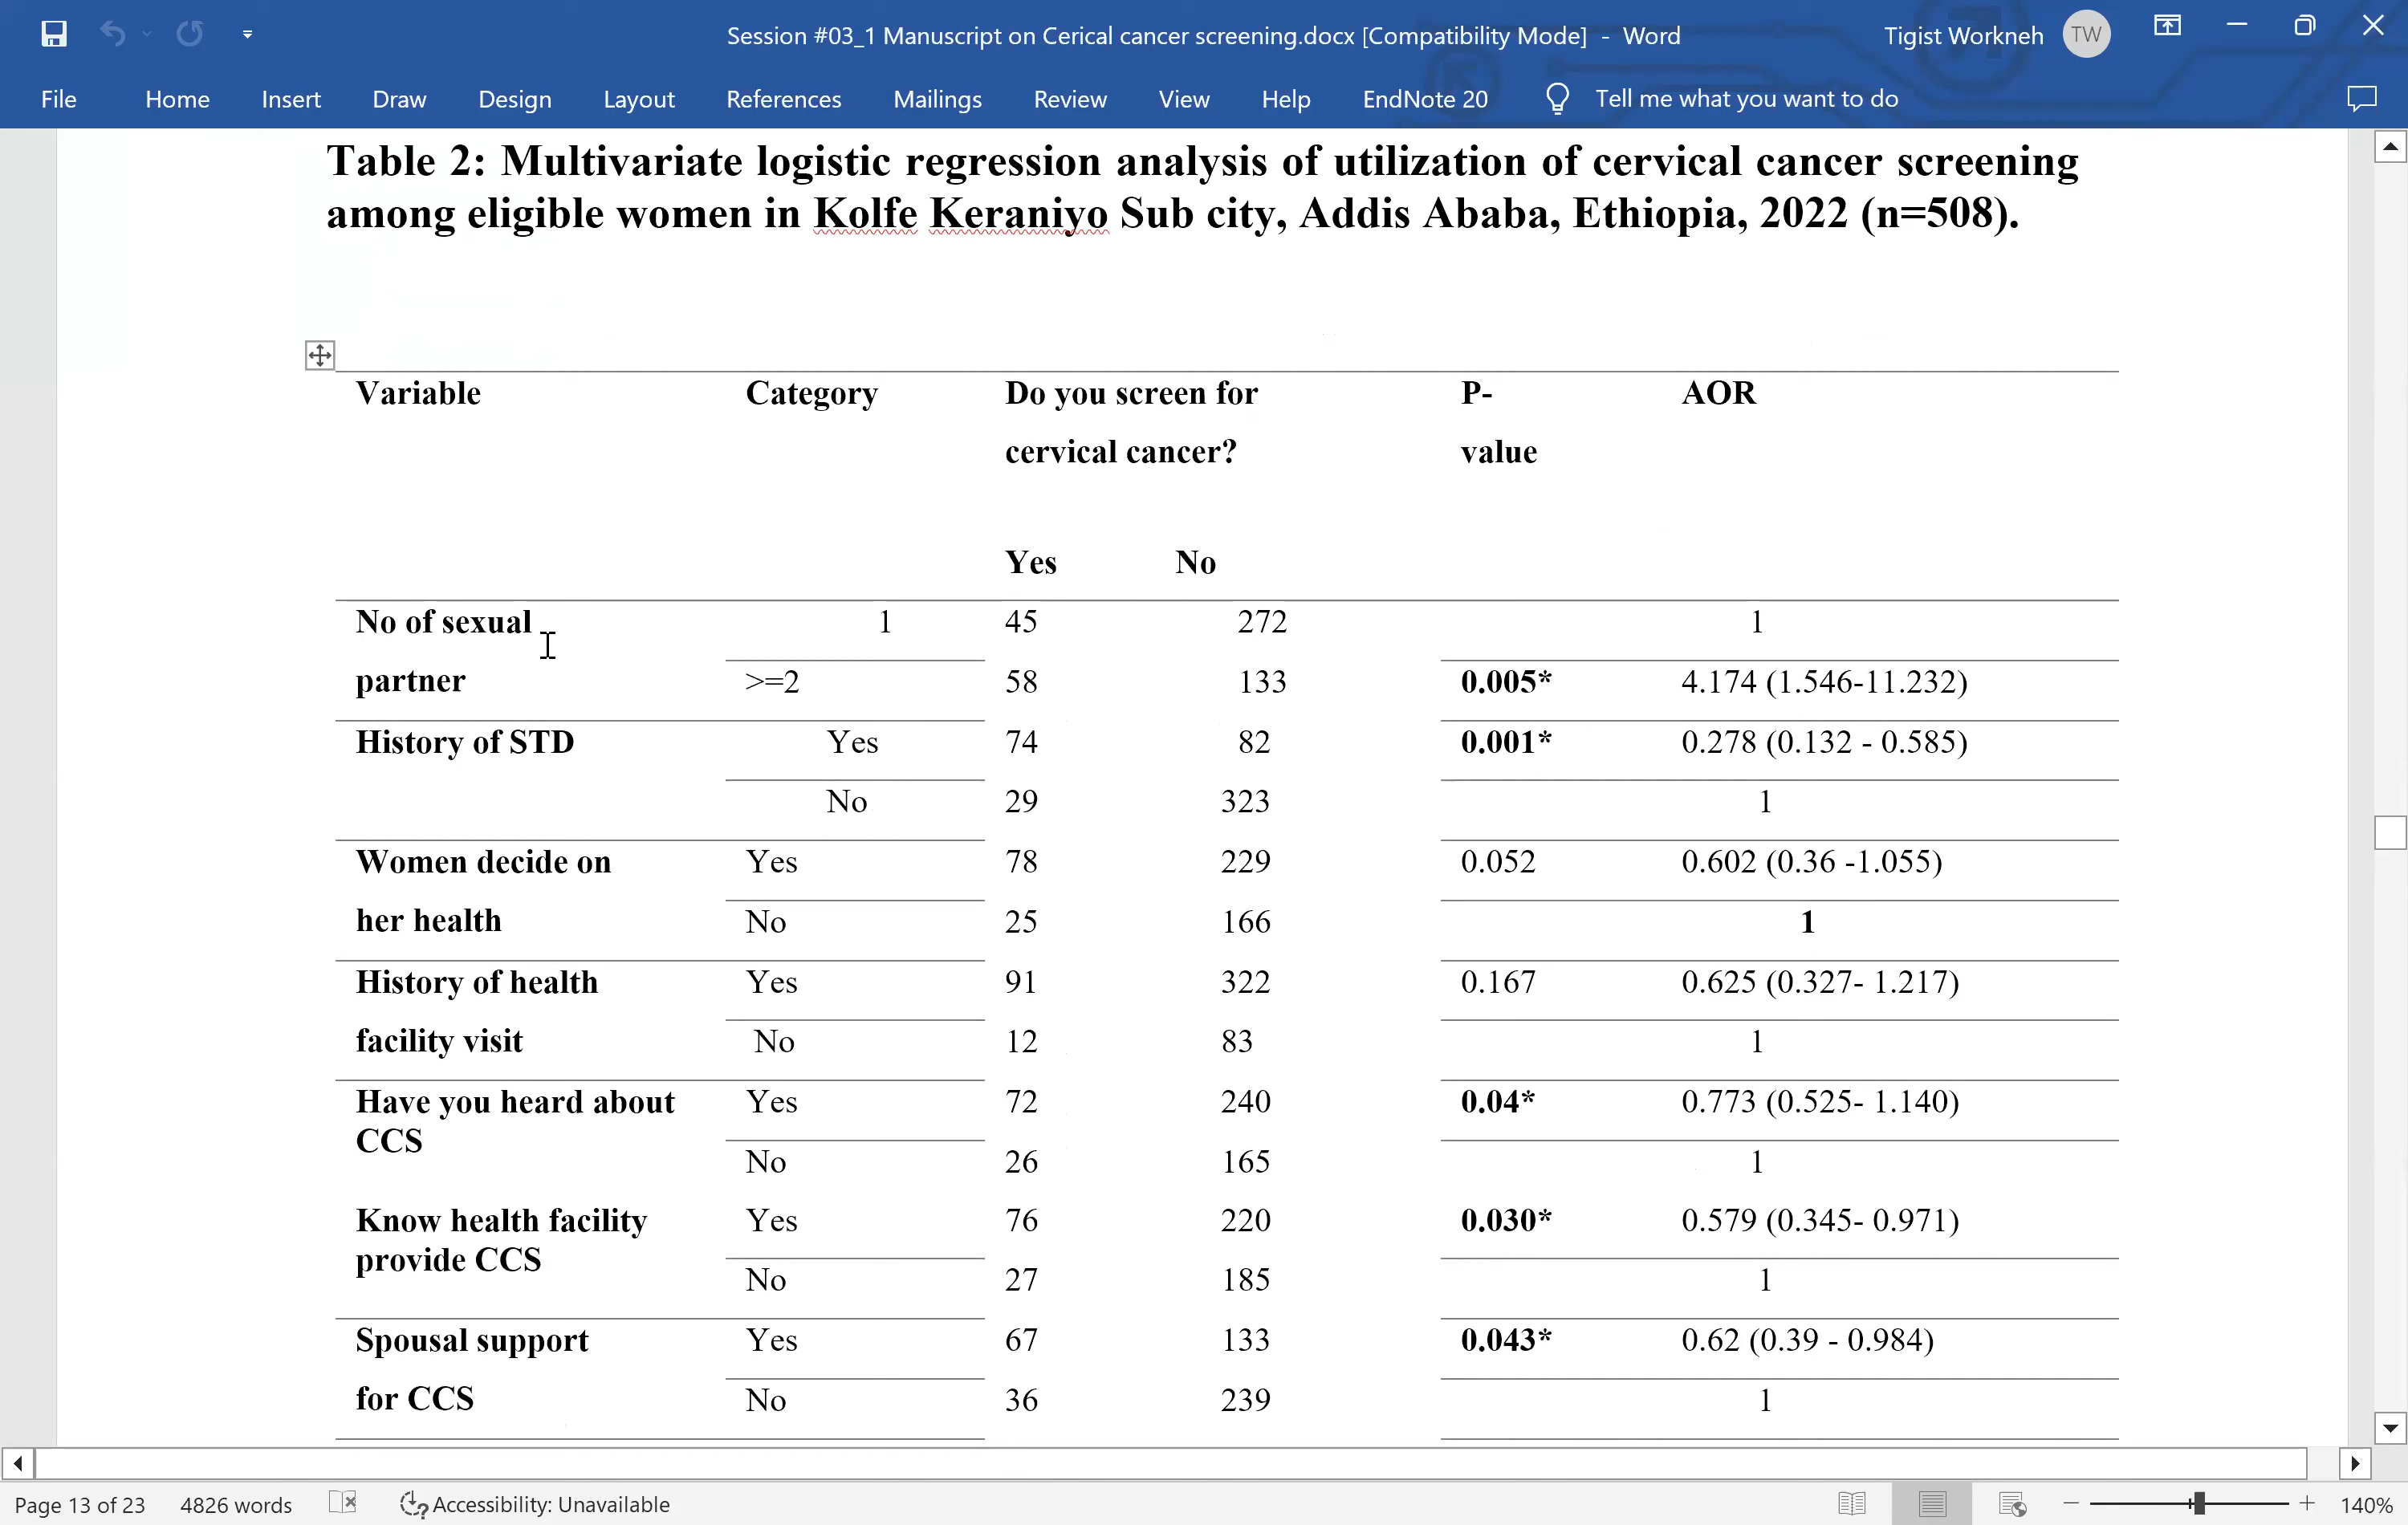 Session #03_1 Manuscript on Cerical cancer screening.docx [Compatibility Mode] - Word
Tigist Workneh TW
File Home Insert Draw Design Layout References Mailings Review View Help EndNote 20 Tell me what you want to do
Table 2: Multivariate logistic regression analysis of utilization of cervical cancer screening
among eligible women in Kolfe Keraniyo Sub city, Addis Ababa, Ethiopia, 2022 (n=508).
Variable Category Do you screen for P- AOR
cervical cancer? value
Yes No
No of sexual 1 45 272 1
partner >=2 58 133 0.005* 4.174 (1.546-11.232)
History of STD Yes 74 82 0.001* 0.278 (0.132 - 0.585)
No 29 323 1
Women decide on Yes 78 229 0.052 0.602 (0.36 -1.055)
her health No 25 166 1
History of health Yes 91 322 0.167 0.625 (0.327- 1.217)
facility visit No 12 83 1
Have you heard about Yes 72 240 0.04* 0.773 (0.525- 1.140)
CCS
No 26 165 1
Know health facility Yes 76 220 0.030* 0.579 (0.345- 0.971)
provide CCS
No 27 185 1
Spousal support Yes 67 133 0.043* 0.62 (0.39 - 0.984)
for CCS No 36 239 1
Page 13 of 23 4826 words Accessibility: Unavailable 140%